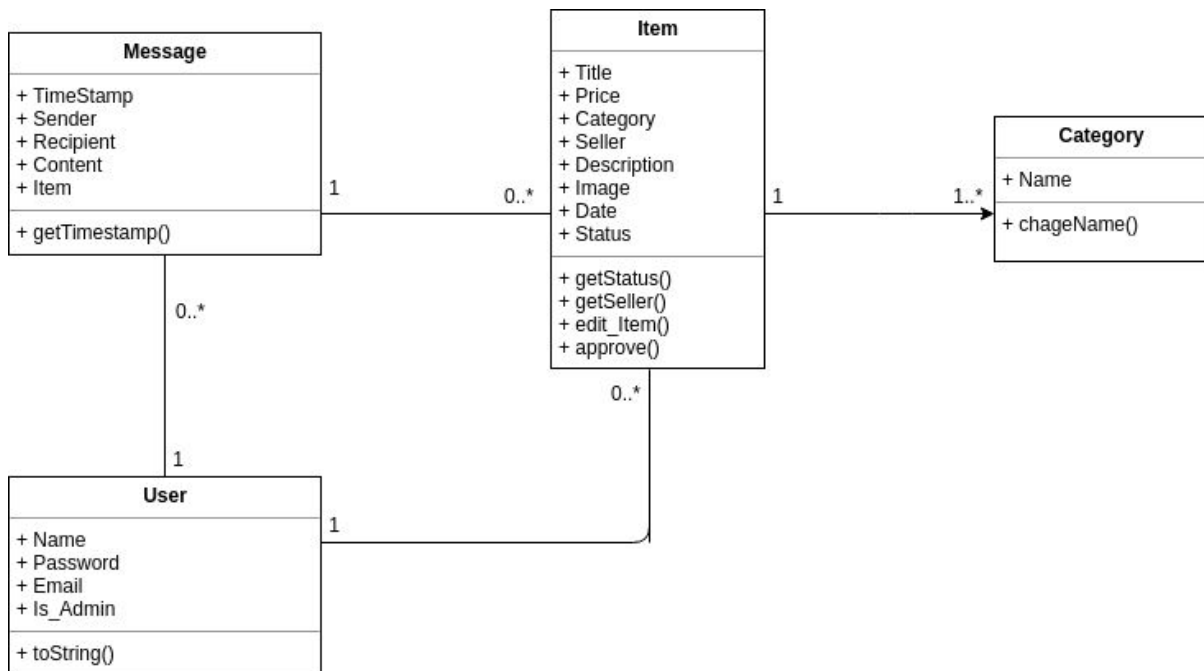 Message
+ TimeStamp
+ Sender
+ Recipient
+ Content
+ Item
+ getTimestamp()
1
0..*
Item
+ Title
+ Price
+ Category
+ Seller
+ Description
+ Image
+ Date
+ Status
+ getStatus()
+ getSeller()
+ edit_Item()
+ approve()
1
1..*
Category
+ Name
+ chageName()
0..*
1
User
+ Name
+ Password
+ Email
+ Is_Admin
+ toString()
1
0..*